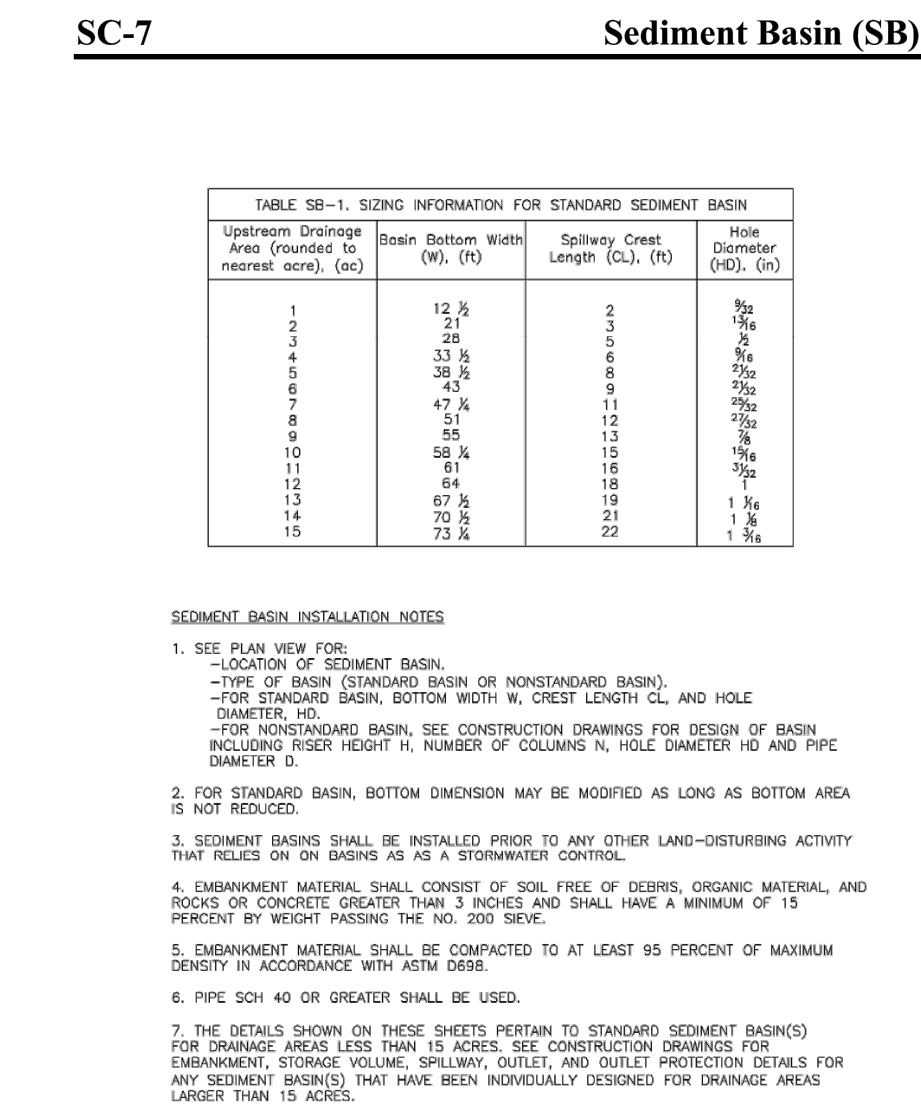 SC-7 Sediment Basin (SB)
TABLE SB-1. SIZING INFORMATION FOR STANDARD SEDIMENT BASIN
Upstream Drainage Area (rounded to nearest acre), (ac) Basin Bottom Width (W), (ft) Spillway Crest Length (CL), (ft) Hole Diameter (HD), (in)
1 12 ½ 2 9/32
2 21 3 13/16
3 28 5 ½
4 33 ½ 6 9/16
5 38 ½ 8 21/32
6 43 9 21/32
7 47 ¼ 11 25/32
8 51 12 27/32
9 55 13 7/8
10 58 ¼ 15 15/16
11 61 16 31/32
12 64 18 1
13 67 ½ 19 1 1/16
14 70 ½ 21 1 1/8
15 73 ¼ 22 1 3/16
SEDIMENT BASIN INSTALLATION NOTES
1. SEE PLAN VIEW FOR:
-LOCATION OF SEDIMENT BASIN.
-TYPE OF BASIN (STANDARD BASIN OR NONSTANDARD BASIN).
-FOR STANDARD BASIN, BOTTOM WIDTH W, CREST LENGTH CL, AND HOLE
DIAMETER, HD.
-FOR NONSTANDARD BASIN, SEE CONSTRUCTION DRAWINGS FOR DESIGN OF BASIN
INCLUDING RISER HEIGHT H, NUMBER OF COLUMNS N, HOLE DIAMETER HD AND PIPE
DIAMETER D.
2. FOR STANDARD BASIN, BOTTOM DIMENSION MAY BE MODIFIED AS LONG AS BOTTOM AREA
IS NOT REDUCED.
3. SEDIMENT BASINS SHALL BE INSTALLED PRIOR TO ANY OTHER LAND-DISTURBING ACTIVITY
THAT RELIES ON ON BASINS AS AS A STORMWATER CONTROL.
4. EMBANKMENT MATERIAL SHALL CONSIST OF SOIL FREE OF DEBRIS, ORGANIC MATERIAL, AND
ROCKS OR CONCRETE GREATER THAN 3 INCHES AND SHALL HAVE A MINIMUM OF 15
PERCENT BY WEIGHT PASSING THE NO. 200 SIEVE.
5. EMBANKMENT MATERIAL SHALL BE COMPACTED TO AT LEAST 95 PERCENT OF MAXIMUM
DENSITY IN ACCORDANCE WITH ASTM D698.
6. PIPE SCH 40 OR GREATER SHALL BE USED.
7. THE DETAILS SHOWN ON THESE SHEETS PERTAIN TO STANDARD SEDIMENT BASIN(S)
FOR DRAINAGE AREAS LESS THAN 15 ACRES. SEE CONSTRUCTION DRAWINGS FOR
EMBANKMENT, STORAGE VOLUME, SPILLWAY, OUTLET, AND OUTLET PROTECTION DETAILS FOR
ANY SEDIMENT BASIN(S) THAT HAVE BEEN INDIVIDUALLY DESIGNED FOR DRAINAGE AREAS
LARGER THAN 15 ACRES.